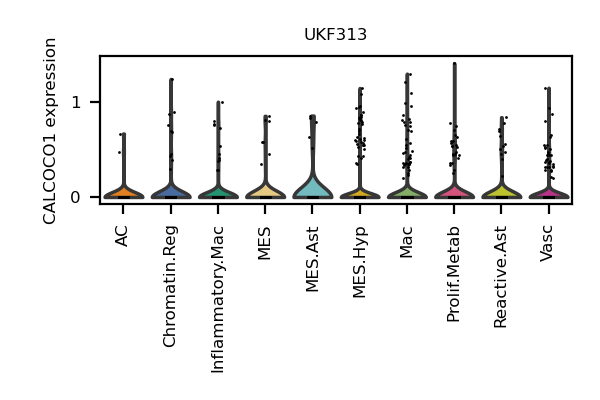 UKF313
CALCOCO1 expression
1
0
AC
Chromatin.Reg
Inflammatory.Mac
MES
MES.Ast
MES.Hyp
Mac
Prolif.Metab
Reactive.Ast
Vasc